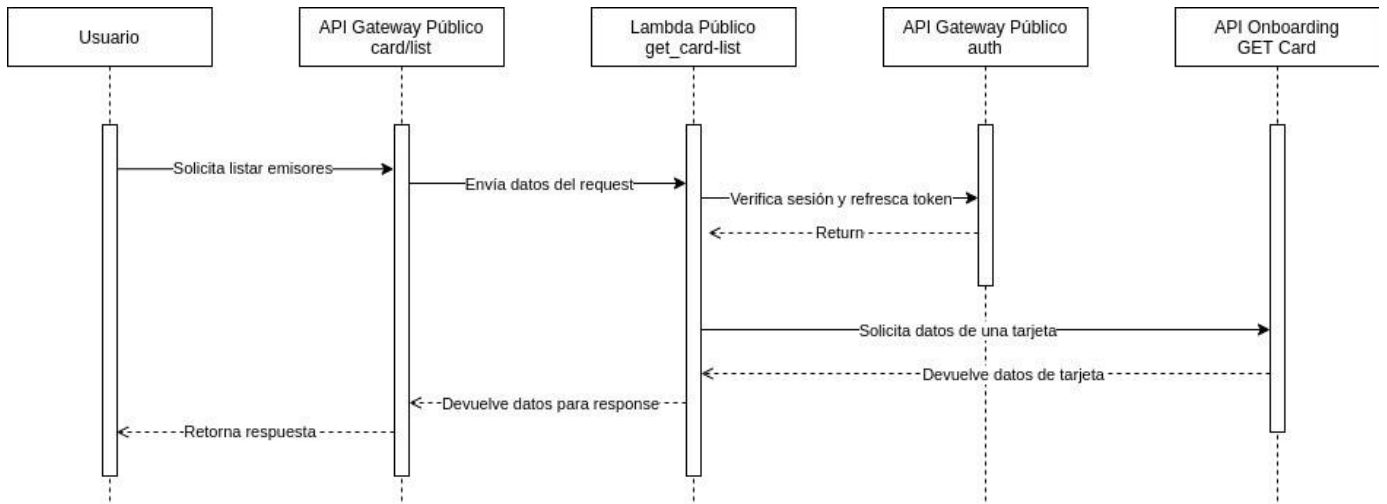 Usuario
API Gateway Público
card/list
Lambda Público
get_card-list
API Gateway Público
auth
API Onboarding
GET Card
Solicita listar emisores
Envía datos del request
Verifica sesión y refresca token
Return
Solicita datos de una tarjeta
Devuelve datos de tarjeta
Devuelve datos para response
Retorna respuesta